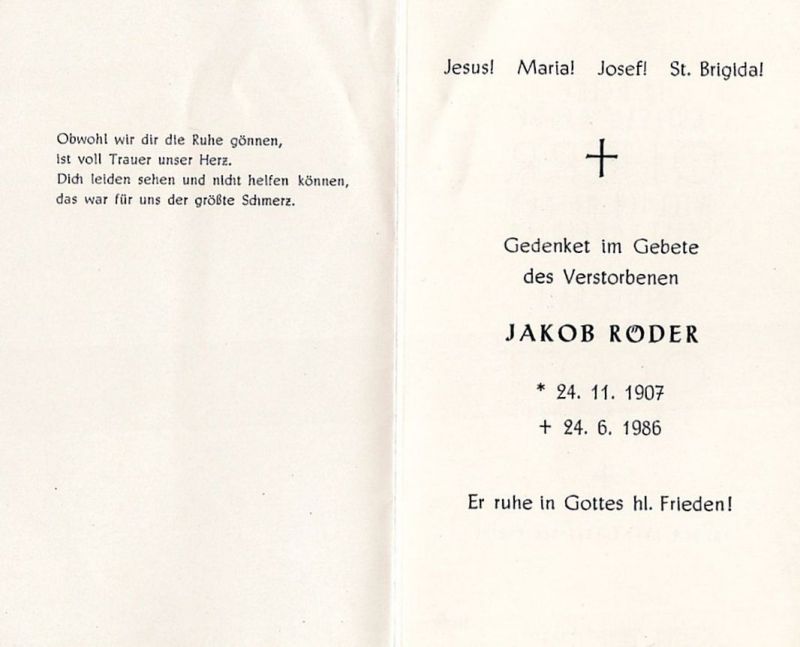 Obwohl wir dir die Ruhe gönnen,
ist voll Trauer unser Herz.
Dich leiden sehen und nicht helfen können,
das war für uns der größte Schmerz.
Jesus! Maria! Josef! St. Brigida!
Gedenket im Gebete
des Verstorbenen
JAKOB RÖDER
* 24. 11. 1907
+ 24. 6. 1986
Er ruhe in Gottes hl. Frieden!